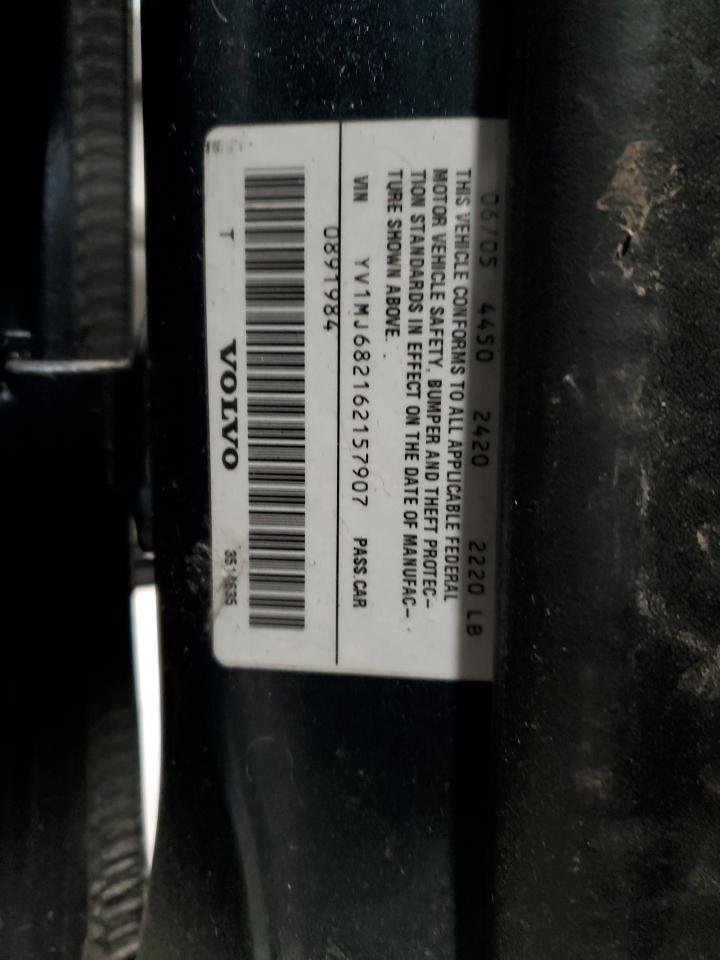 06/05 4450 2420 2220 LB
THIS VEHICLE CONFORMS TO ALL APPLICABLE FEDERAL
MOTOR VEHICLE SAFETY, BUMPER AND THEFT PROTEC-
TION STANDARDS IN EFFECT ON THE DATE OF MANUFAC-
TURE SHOWN ABOVE.
VIN YV1MJ682162157907 PASS.CAR
0891984
T VOLVO 3514635